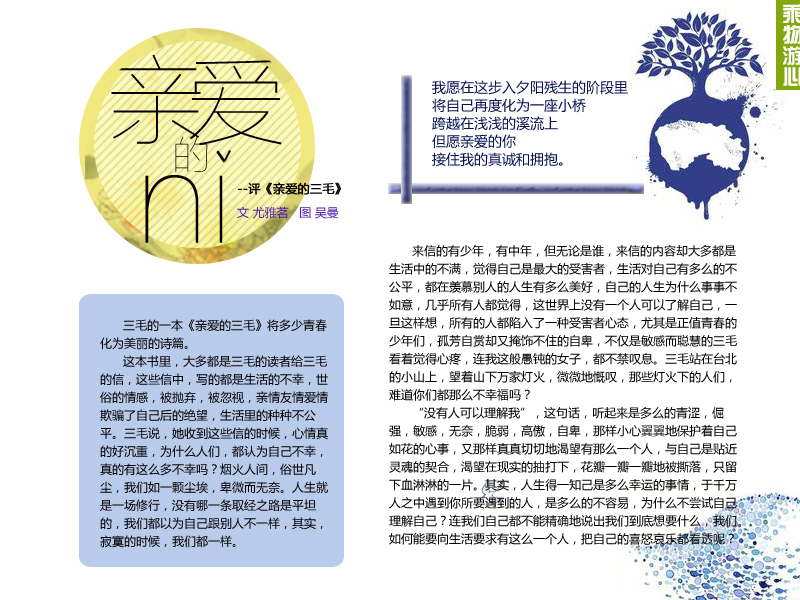 乘物游心
亲爱
的
ni
--评《亲爱的三毛》
文 尤雅茗 图 吴曼
三毛的一本《亲爱的三毛》将多少青春
化为美丽的诗篇。
这本书里，大多都是三毛的读者给三毛
的信，这些信中，写的都是生活的不幸，世
俗的情感，被抛弃，被忽视，亲情友情爱情
欺骗了自己后的绝望，生活里的种种不公
平。三毛说，她收到这些信的时候，心情真
的好沉重，为什么人们，都认为自己不幸，
真的有这么多不幸吗？烟火人间，俗世凡
尘，我们如一颗尘埃，卑微而无奈。人生就
是一场修行，没有哪一条取经之路是平坦
的，我们都以为自己跟别人不一样，其实，
寂寞的时候，我们都一样。
我愿在这步入夕阳残生的阶段里
将自己再度化为一座小桥
跨越在浅浅的溪流上
但愿亲爱的你
接住我的真诚和拥抱。
来信的有少年，有中年，但无论是谁，来信的内容却大多都是
生活中的不满，觉得自己是最大的受害者，生活对自己有多么的不
公平，都在羡慕别人的人生有多么美好，自己的人生为什么事事不
如意，几乎所有人都觉得，这世界上没有一个人可以了解自己，一
旦这样想，所有的人都陷入了一种受害者心态，尤其是正值青春的
少年们，孤芳自赏却又掩饰不住的自卑，不仅是敏感而聪慧的三毛
看着觉得心疼，连我这般愚钝的女子，都不禁叹息。三毛站在台北
的小山上，望着山下万家灯火，微微地慨叹，那些灯火下的人们，
难道你们都那么不幸福吗？
“没有人可以理解我”，这句话，听起来是多么的青涩，倔
强，敏感，无奈，脆弱，高傲，自卑，那样小心翼翼地保护着自己
如花的心事，又那样真真切切地渴望有那么一个人，与自己是贴近
灵魂的契合，渴望在现实的抽打下，花瓣一瓣一瓣地被撕落，只留
下血淋淋的一片。其实，人生得一知己是多么幸运的事情，于千万
人之中遇到你所要遇到的人，是多么的不容易，为什么不尝试自己
理解自己？连我们自己都不能精确地说出我们到底想要什么，我们
如何能要向生活要求有这么一个人，把自己的喜怒哀乐都看透呢？